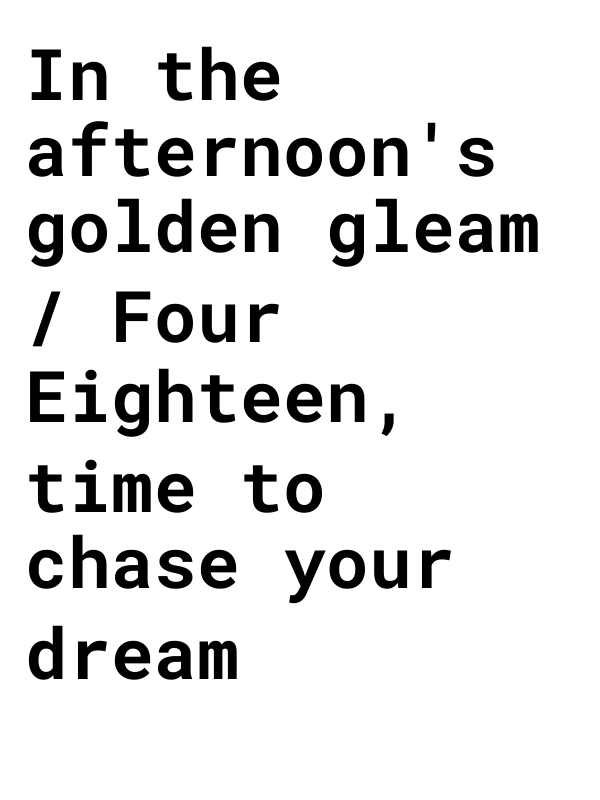 In the
afternoon's
golden gleam
/ Four
Eighteen,
time to
chase your
dream